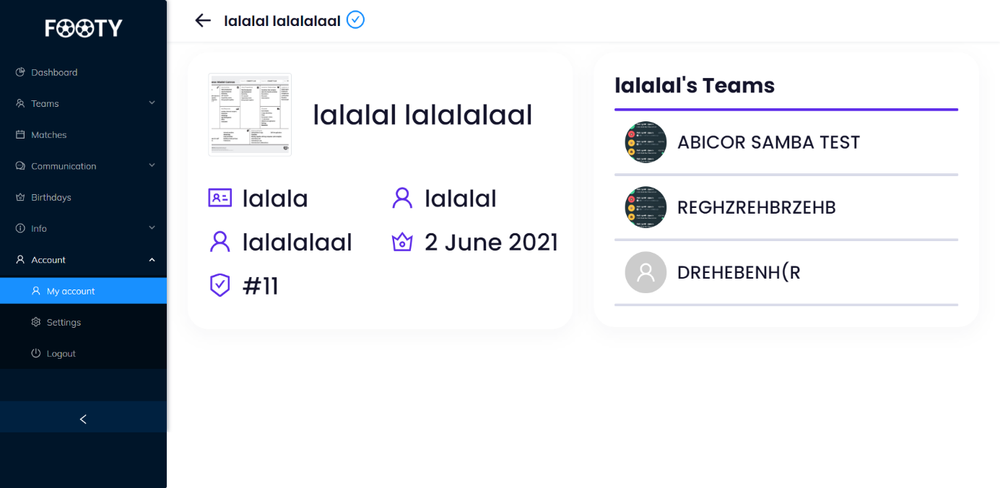 FOOTY
Dashboard
Teams
Matches
Communication
Birthdays
Info
Account
My account
Settings
Logout
lalalal lalalalaal
lalalal lalalalaal
lalala
lalalal
lalalalaal
2 June 2021
#11
lalalal's Teams
ABICOR SAMBA TEST
REGHZREHBRZEHB
DREHEBENH(R